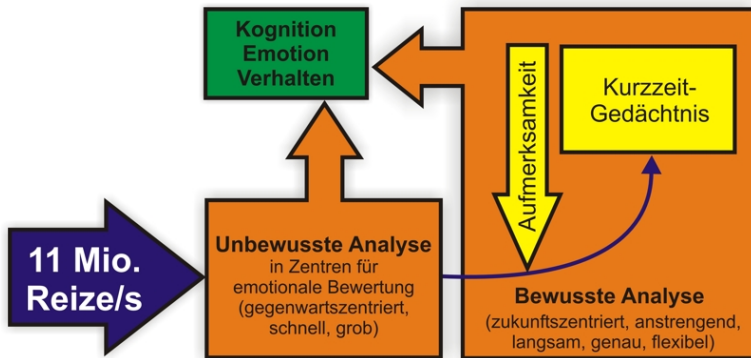 Kognition
Emotion
Verhalten
Aufmerksamkeit
Kurzzeit-
Gedächtnis
11 Mio.
Reize/s
Unbewusste Analyse
in Zentren für
emotionale Bewertung
(gegenwartszentriert,
schnell, grob)
Bewusste Analyse
(zukunftszentriert, anstrengend,
langsam, genau, flexibel)